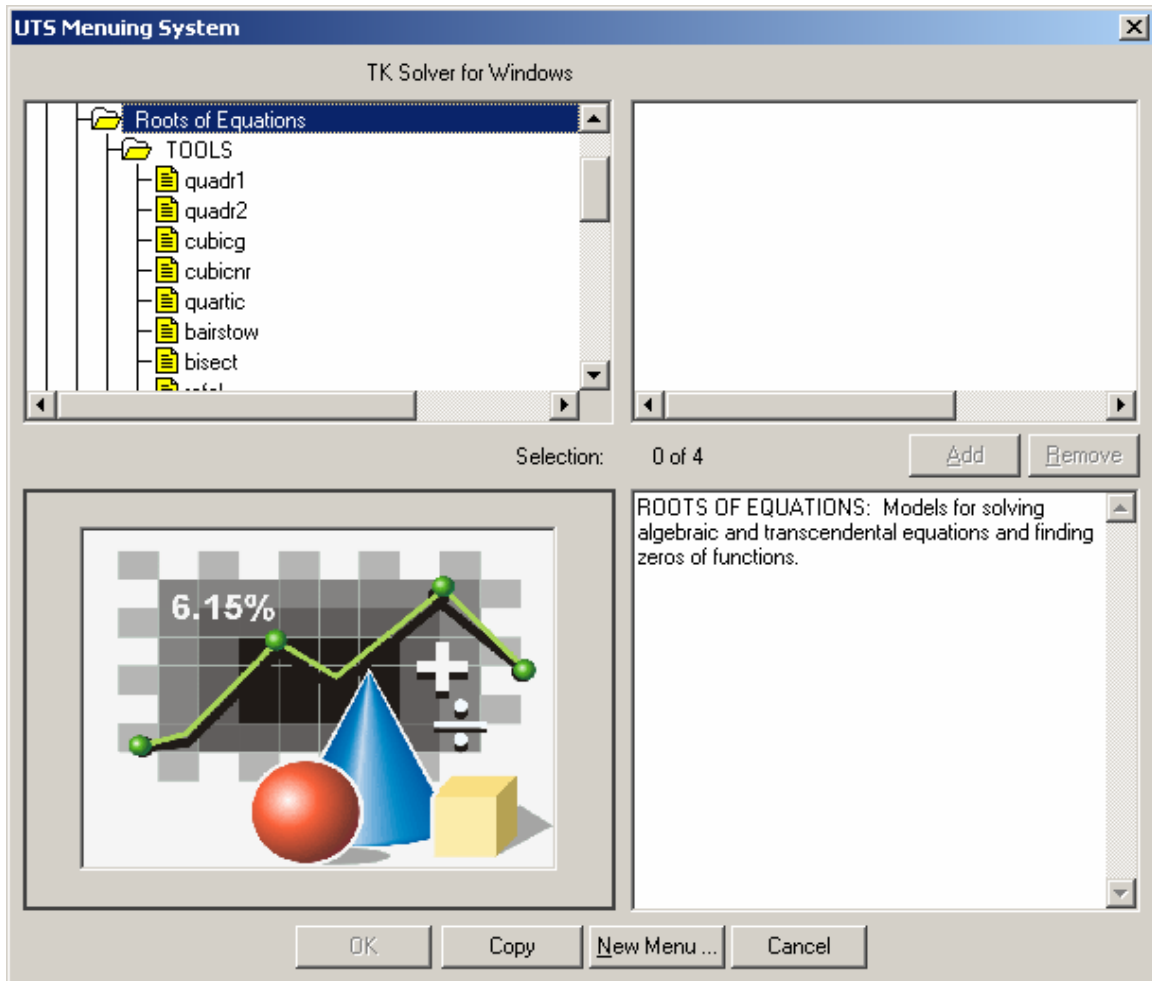 UTS Menuing System
TK Solver for Windows
Roots of Equations
TOOLS
quadr1
quadr2
cubicg
cubicnr
quartic
bairstow
bisect
Selection: 0 of 4
Add
Remove
6.15%
ROOTS OF EQUATIONS: Models for solving
algebraic and transcendental equations and finding
zeros of functions.
OK
Copy
New Menu ...
Cancel